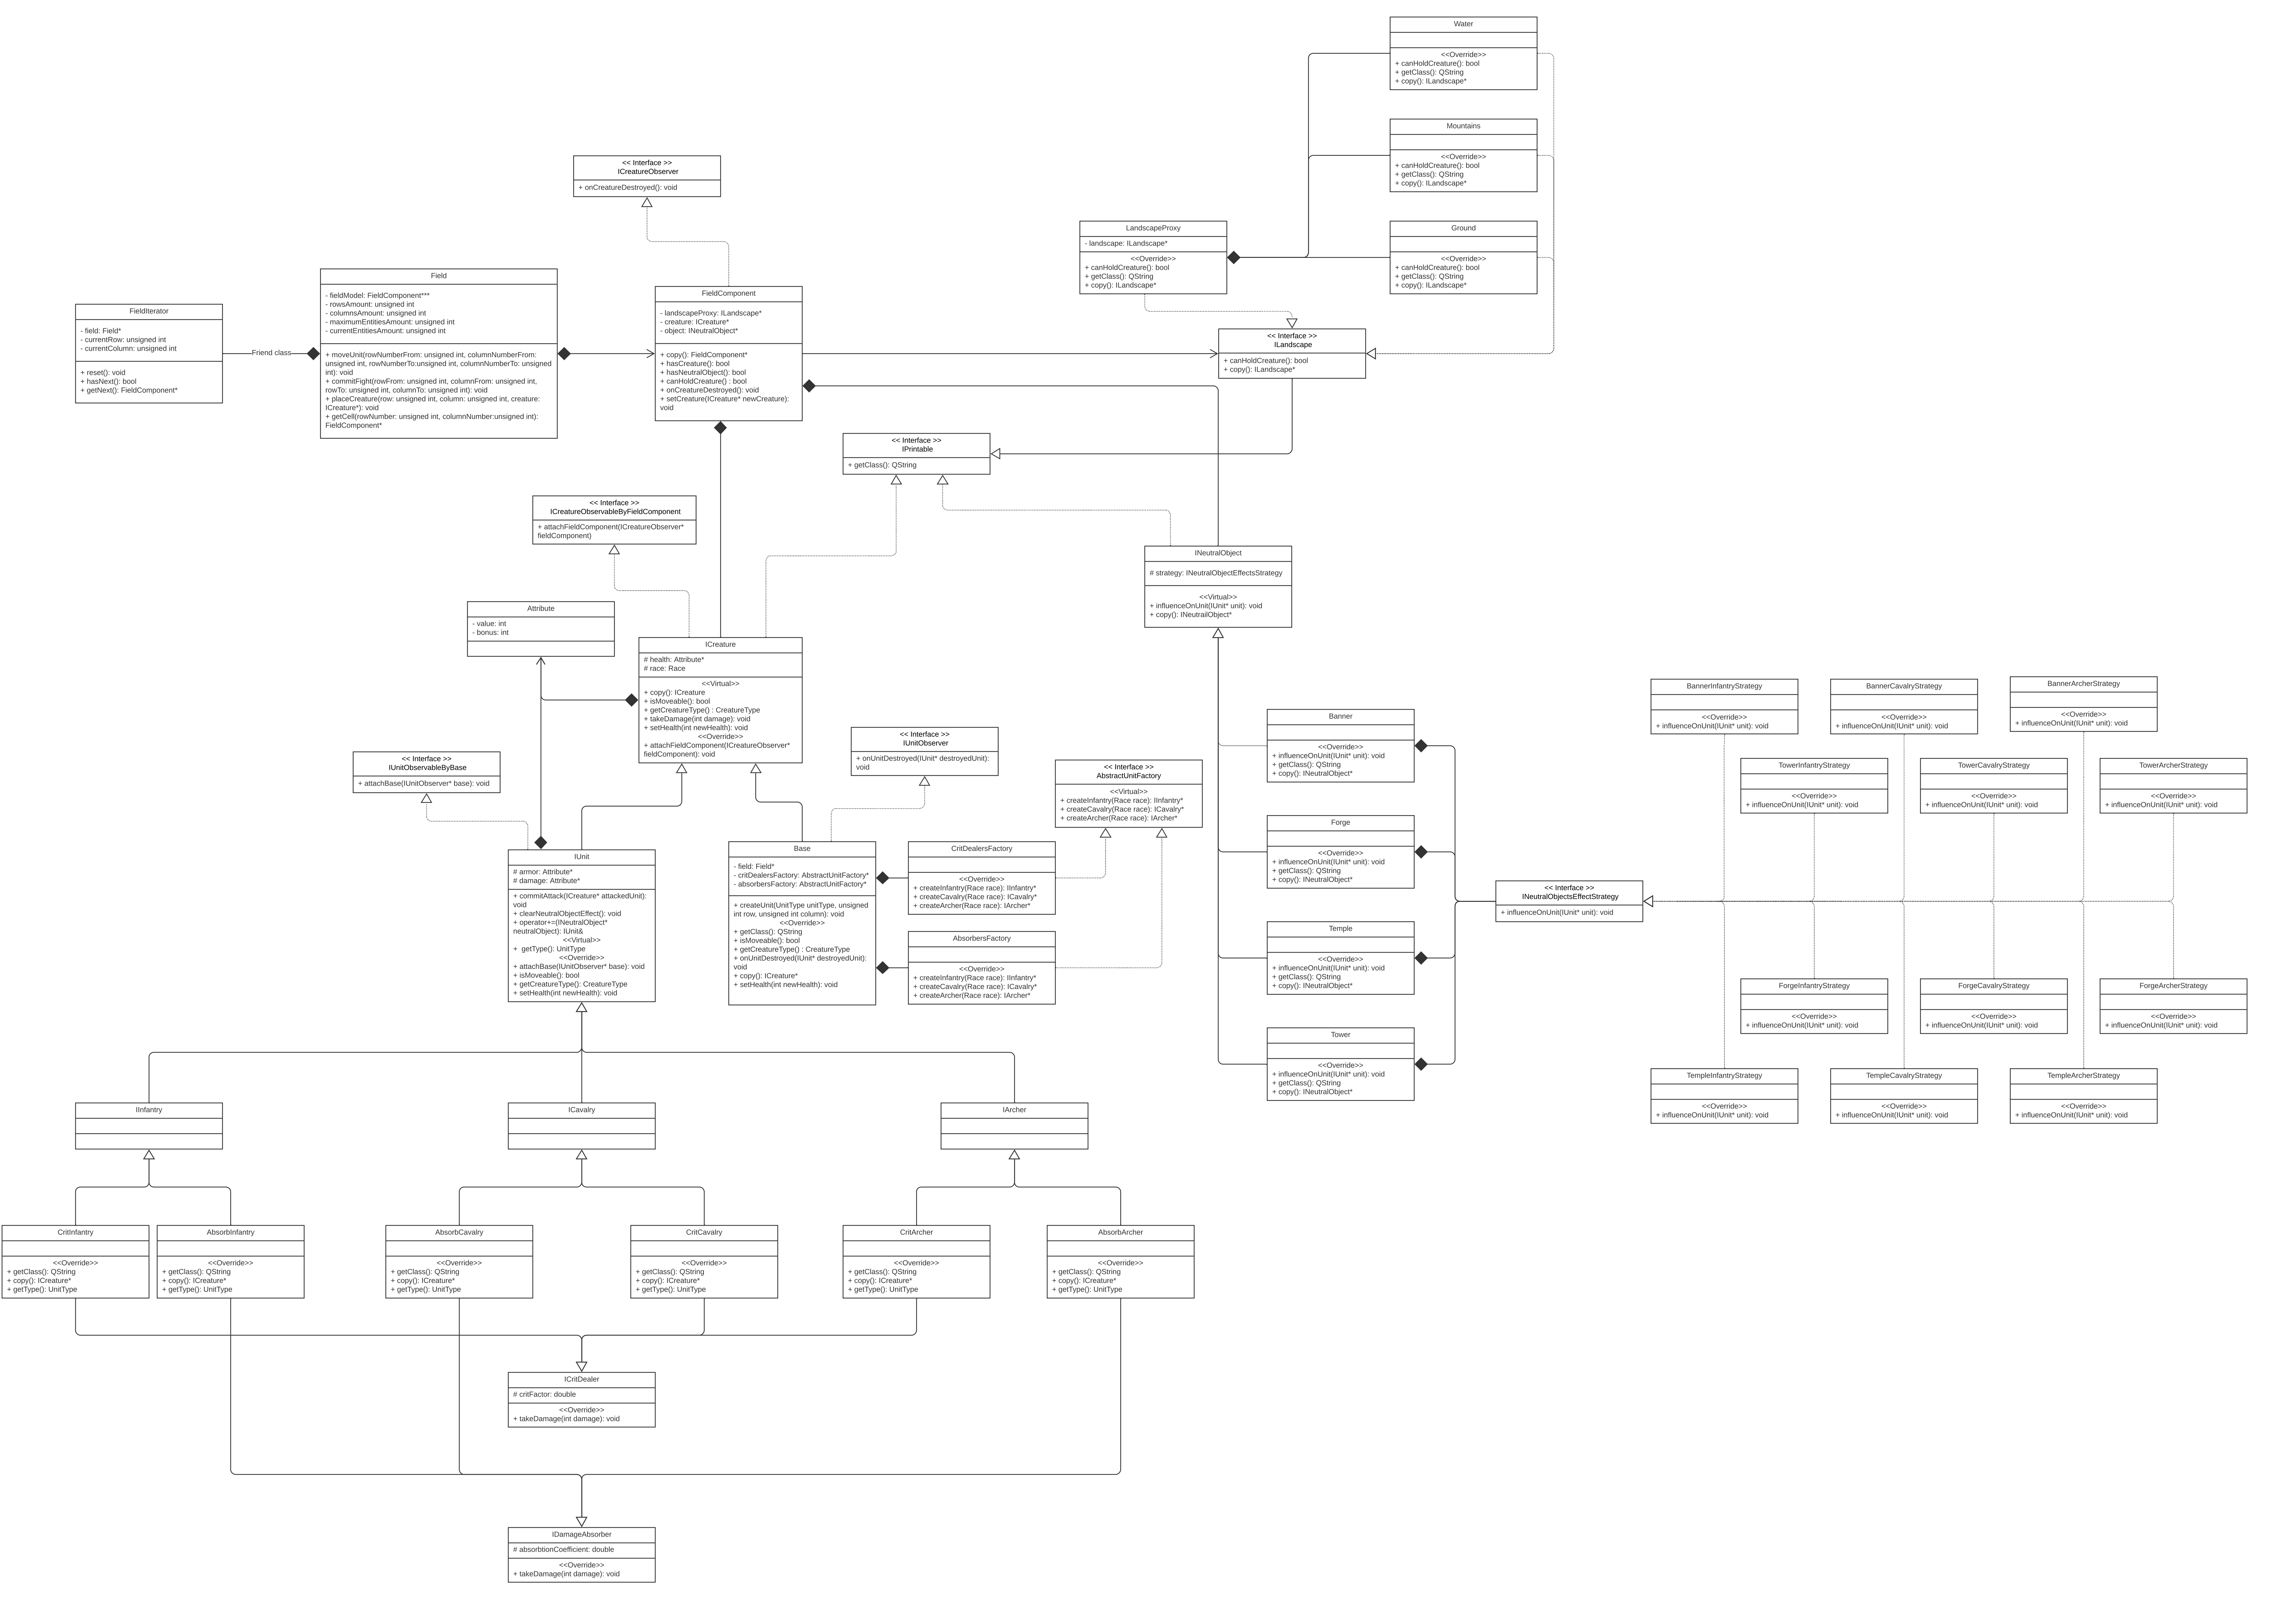 Water
<<Override>>
+ canHoldCreature(): bool
+ getClass(): QString
+ copy(): ILandscape*
Mountains
<<Override>>
+ canHoldCreature(): bool
+ getClass(): QString
+ copy(): ILandscape*
<< Interface >>
ICreatureObserver
+ onCreatureDestroyed(): void
LandscapeProxy
- landscape: ILandscape*
<<Override>>
+ canHoldCreature(): bool
+ getClass(): QString
+ copy(): ILandscape*
Ground
<<Override>>
+ canHoldCreature(): bool
+ getClass(): QString
+ copy(): ILandscape*
FieldIterator
- field: Field*
- currentRow: unsigned int
- currentColumn: unsigned int
+ reset(): void
+ hasNext(): bool
+ getNext(): FieldComponent*
Friend class
Field
- fieldModel: FieldComponent***
- rowsAmount: unsigned int
- columnsAmount: unsigned int
- maximumEntitiesAmount: unsigned int
- currentEntitiesAmount: unsigned int
+ moveUnit(rowNumberFrom: unsigned int, columnNumberFrom:
unsigned int, rowNumberTo:unsigned int, columnNumberTo: unsigned
int): void
+ commitFight(rowFrom: unsigned int, columnFrom: unsigned int,
rowTo: unsigned int, columnTo: unsigned int): void
+ placeCreature(row: unsigned int, column: unsigned int, creature:
ICreature*): void
+ getCell(rowNumber: unsigned int, columnNumber:unsigned int):
FieldComponent*
FieldComponent
- landscapeProxy: ILandscape*
- creature: ICreature*
- object: INeutralObject*
+ copy(): FieldComponent*
+ hasCreature(): bool
+ hasNeutralObject(): bool
+ canHoldCreature() : bool
+ onCreatureDestroyed(): void
+ setCreature(ICreature* newCreature):
void
<< Interface >>
ILandscape
+ canHoldCreature(): bool
+ copy(): ILandscape*
<< Interface >>
IPrintable
+ getClass(): QString
<< Interface >>
ICreatureObservableByFieldComponent
+ attachFieldComponent(ICreatureObserver*
fieldComponent)
INeutralObject
# strategy: INeutralObjectEffectsStrategy
<<Virtual>>
+ influenceOnUnit(IUnit* unit): void
+ copy(): INeutrailObject*
Attribute
- value: int
- bonus: int
ICreature
# health: Attribute*
# race: Race
<<Virtual>>
+ copy(): ICreature
+ isMoveable(): bool
+ getCreatureType() : CreatureType
+ takeDamage(int damage): void
+ setHealth(int newHealth): void
<<Override>>
+ attachFieldComponent(ICreatureObserver*
fieldComponent): void
<< Interface >>
IUnitObserver
+ onUnitDestroyed(IUnit* destroyedUnit):
void
<< Interface >>
IUnitObservableByBase
+ attachBase(IUnitObserver* base): void
<< Interface >>
AbstractUnitFactory
<<Virtual>>
+ createInfantry(Race race): IInfantry*
+ createCavalry(Race race): ICavalry*
+ createArcher(Race race): IArcher*
IUnit
# armor: Attribute*
# damage: Attribute*
+ commitAttack(ICreature* attackedUnit):
void
+ clearNeutralObjectEffect(): void
+ operator+=(INeutralObject*
neutralObject): IUnit&
<<Virtual>>
+  getType(): UnitType
<<Override>>
+ attachBase(IUnitObserver* base): void
+ isMoveable(): bool
+ getCreatureType(): CreatureType
+ setHealth(int newHealth): void
Base
- field: Field*
- critDealersFactory: AbstractUnitFactory*
- absorbersFactory: AbstractUnitFactory*
+ createUnit(UnitType unitType, unsigned
int row, unsigned int column): void
<<Override>>
+ getClass(): QString
+ isMoveable(): bool
+ getCreatureType() : CreatureType
+ onUnitDestroyed(IUnit* destroyedUnit):
void
+ copy(): ICreature*
+ setHealth(int newHealth): void
CritDealersFactory
<<Override>>
+ createInfantry(Race race): IInfantry*
+ createCavalry(Race race): ICavalry*
+ createArcher(Race race): IArcher*
AbsorbersFactory
<<Override>>
+ createInfantry(Race race): IInfantry*
+ createCavalry(Race race): ICavalry*
+ createArcher(Race race): IArcher*
Banner
<<Override>>
+ influenceOnUnit(IUnit* unit): void
+ getClass(): QString
+ copy(): INeutralObject*
Forge
<<Override>>
+ influenceOnUnit(IUnit* unit): void
+ getClass(): QString
+ copy(): INeutralObject*
Temple
<<Override>>
+ influenceOnUnit(IUnit* unit): void
+ getClass(): QString
+ copy(): INeutralObject*
Tower
<<Override>>
+ influenceOnUnit(IUnit* unit): void
+ getClass(): QString
+ copy(): INeutralObject*
<< Interface >>
INeutralObjectsEffectStrategy
+ influenceOnUnit(IUnit* unit): void
BannerInfantryStrategy
<<Override>>
+ influenceOnUnit(IUnit* unit): void
BannerCavalryStrategy
<<Override>>
+ influenceOnUnit(IUnit* unit): void
BannerArcherStrategy
<<Override>>
+ influenceOnUnit(IUnit* unit): void
TowerInfantryStrategy
<<Override>>
+ influenceOnUnit(IUnit* unit): void
TowerCavalryStrategy
<<Override>>
+ influenceOnUnit(IUnit* unit): void
TowerArcherStrategy
<<Override>>
+ influenceOnUnit(IUnit* unit): void
ForgeInfantryStrategy
<<Override>>
+ influenceOnUnit(IUnit* unit): void
ForgeCavalryStrategy
<<Override>>
+ influenceOnUnit(IUnit* unit): void
ForgeArcherStrategy
<<Override>>
+ influenceOnUnit(IUnit* unit): void
TempleInfantryStrategy
<<Override>>
+ influenceOnUnit(IUnit* unit): void
TempleCavalryStrategy
<<Override>>
+ influenceOnUnit(IUnit* unit): void
TempleArcherStrategy
<<Override>>
+ influenceOnUnit(IUnit* unit): void
IInfantry
ICavalry
IArcher
CritInfantry
<<Override>>
+ getClass(): QString
+ copy(): ICreature*
+ getType(): UnitType
AbsorbInfantry
<<Override>>
+ getClass(): QString
+ copy(): ICreature*
+ getType(): UnitType
AbsorbCavalry
<<Override>>
+ getClass(): QString
+ copy(): ICreature*
+ getType(): UnitType
CritCavalry
<<Override>>
+ getClass(): QString
+ copy(): ICreature*
+ getType(): UnitType
CritArcher
<<Override>>
+ getClass(): QString
+ copy(): ICreature*
+ getType(): UnitType
AbsorbArcher
<<Override>>
+ getClass(): QString
+ copy(): ICreature*
+ getType(): UnitType
ICritDealer
# critFactor: double
<<Override>>
+ takeDamage(int damage): void
IDamageAbsorber
# absorbtionCoefficient: double
<<Override>>
+ takeDamage(int damage): void